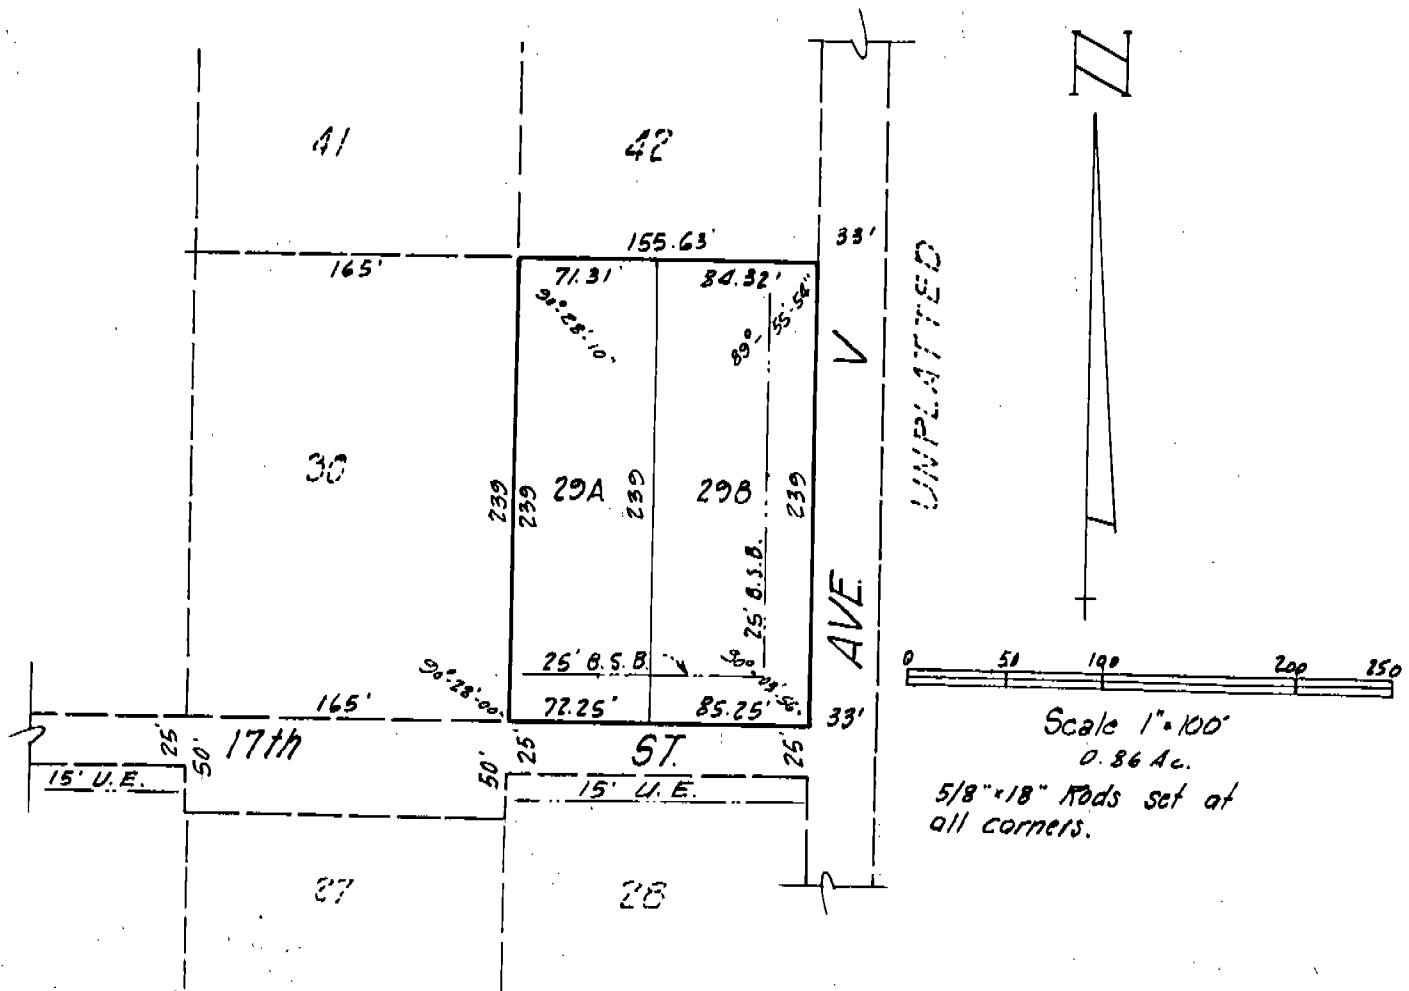 N
41
42
155.63'
33'
165'
71.31'
84.32'
90°-28'-10"
89°
V
UNPLATTED
30
29A
29B
239
239
239
239
25' B.S.B.
AVE.
25' B.S.B.
90°-28'-00"
165'
72.25'
85.25'
33'
0 50 100 200 250
Scale 1"=100'
0.86 Ac.
5/8"x18" Rods set at
all corners.
25'
50'
17th
50'
25'
ST.
25'
15' U.E.
15' U.E.
27
28